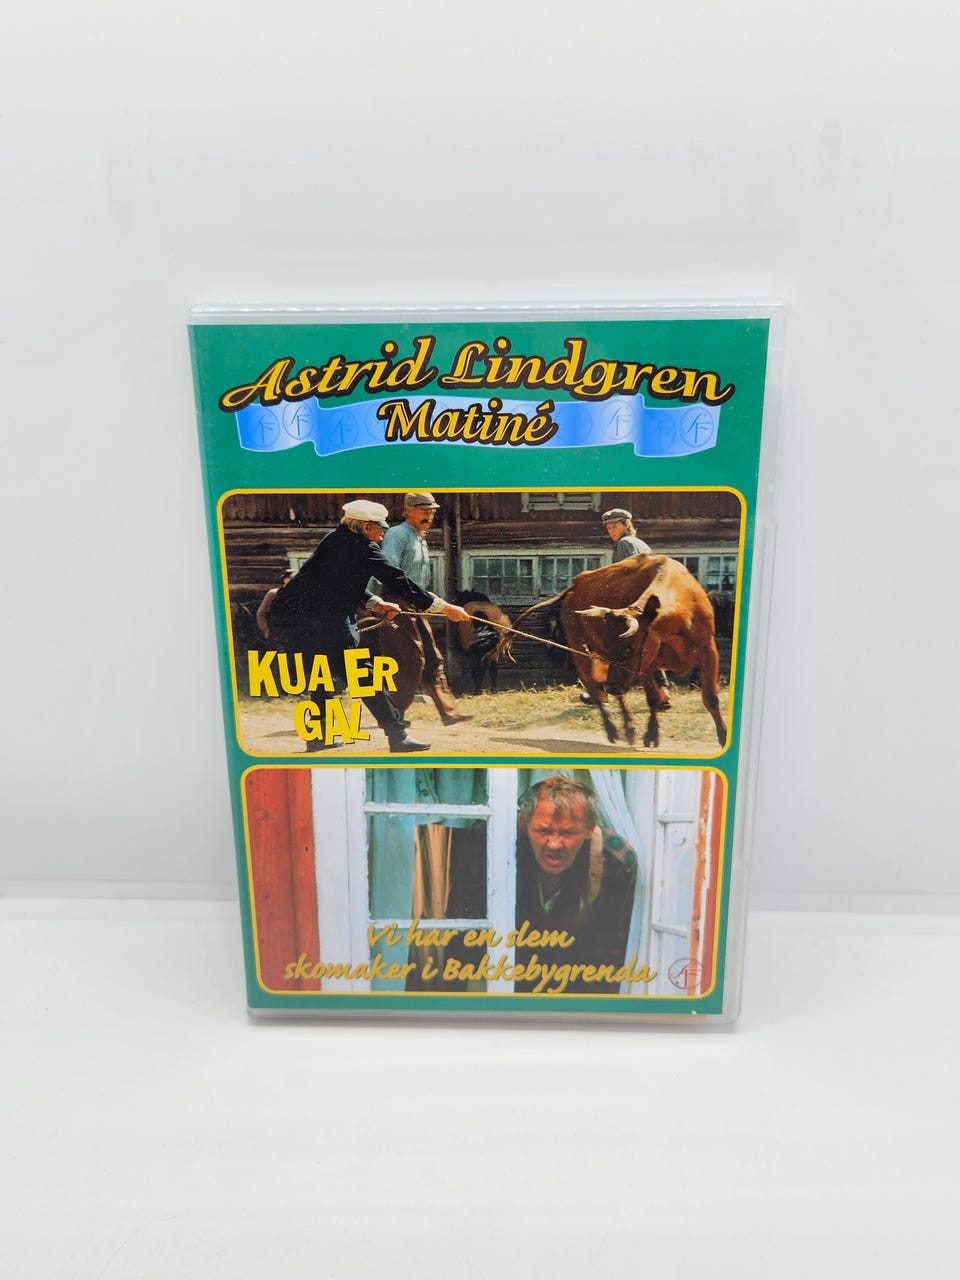 Astrid Lindgren
Matiné
KUA ER
GAL
Vi har en slem
skomaker i Bakkebygrenda